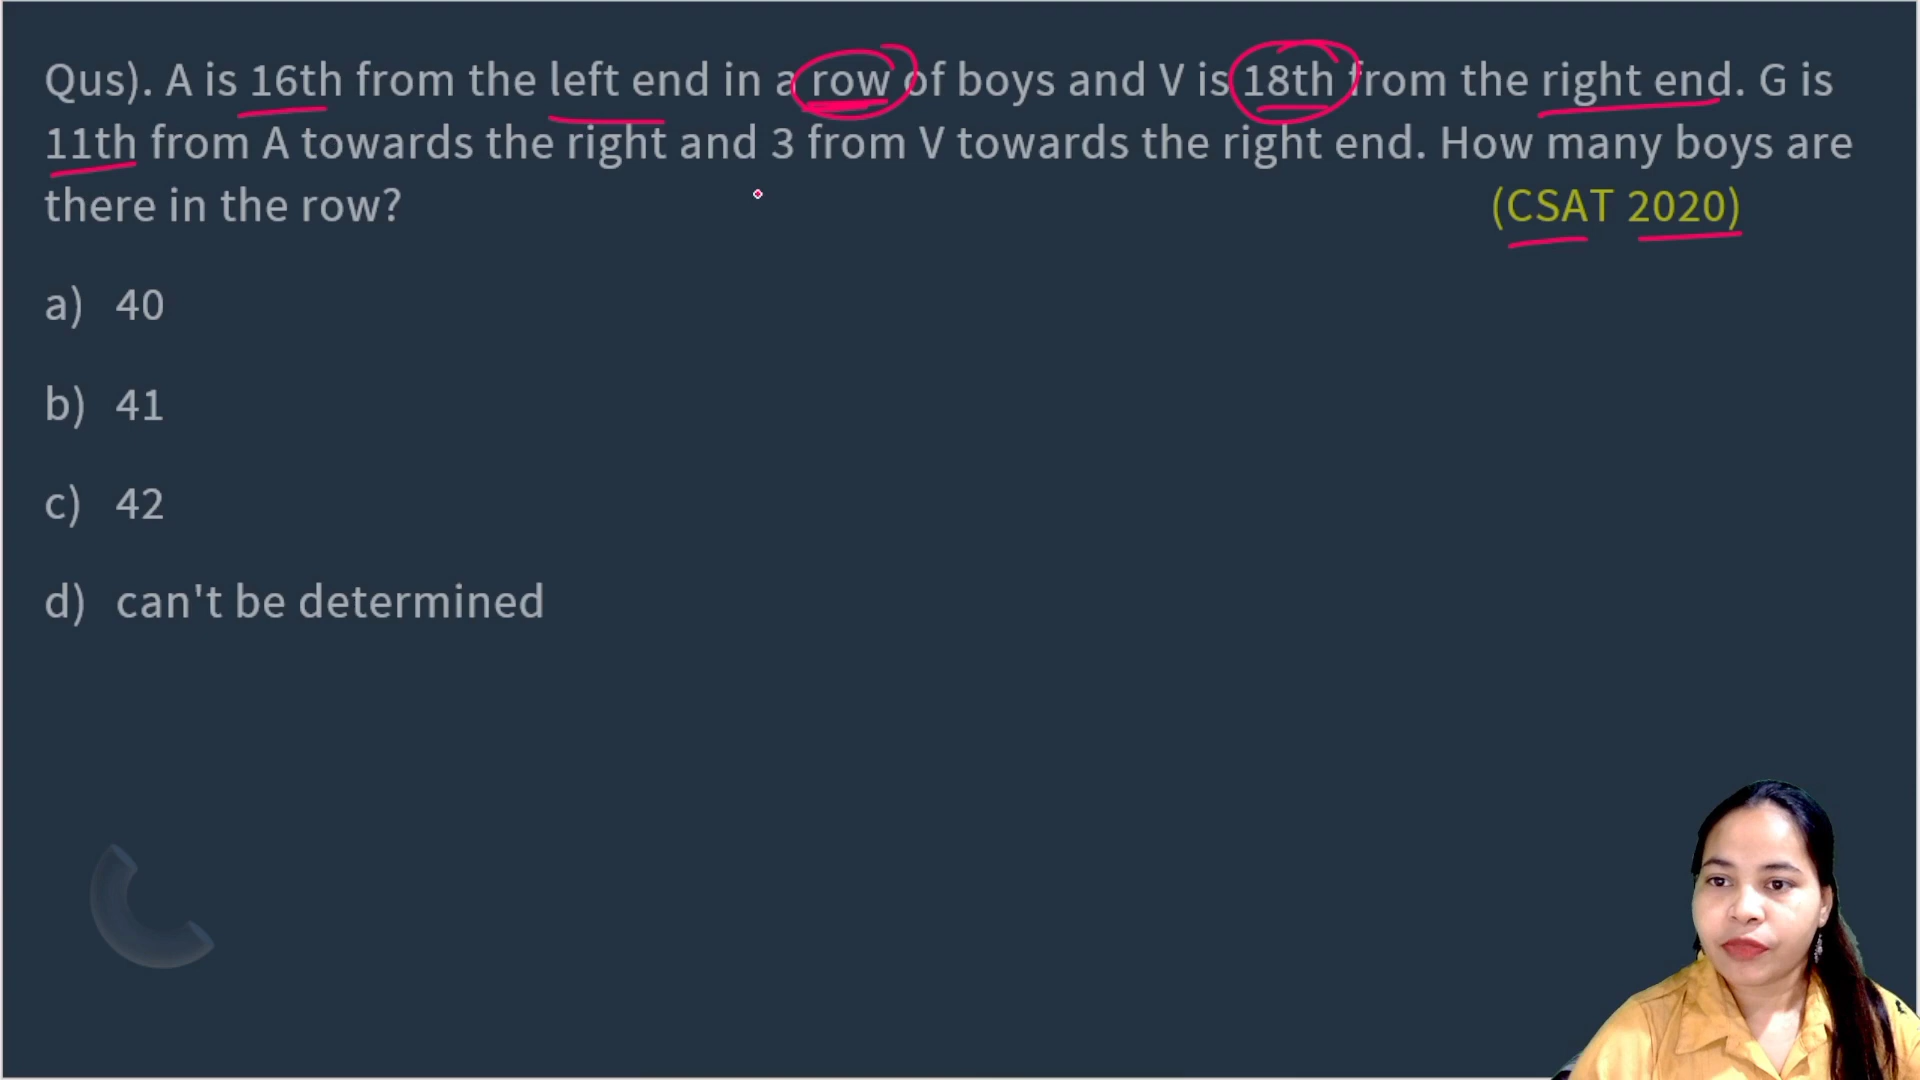 Qus). A is 16th from the left end in a row of boys and V is 18th from the right end. G is
11th from A towards the right and 3 from V towards the right end. How many boys are
there in the row?
(CSAT 2020)
a) 40
b) 41
c) 42
d) can't be determined